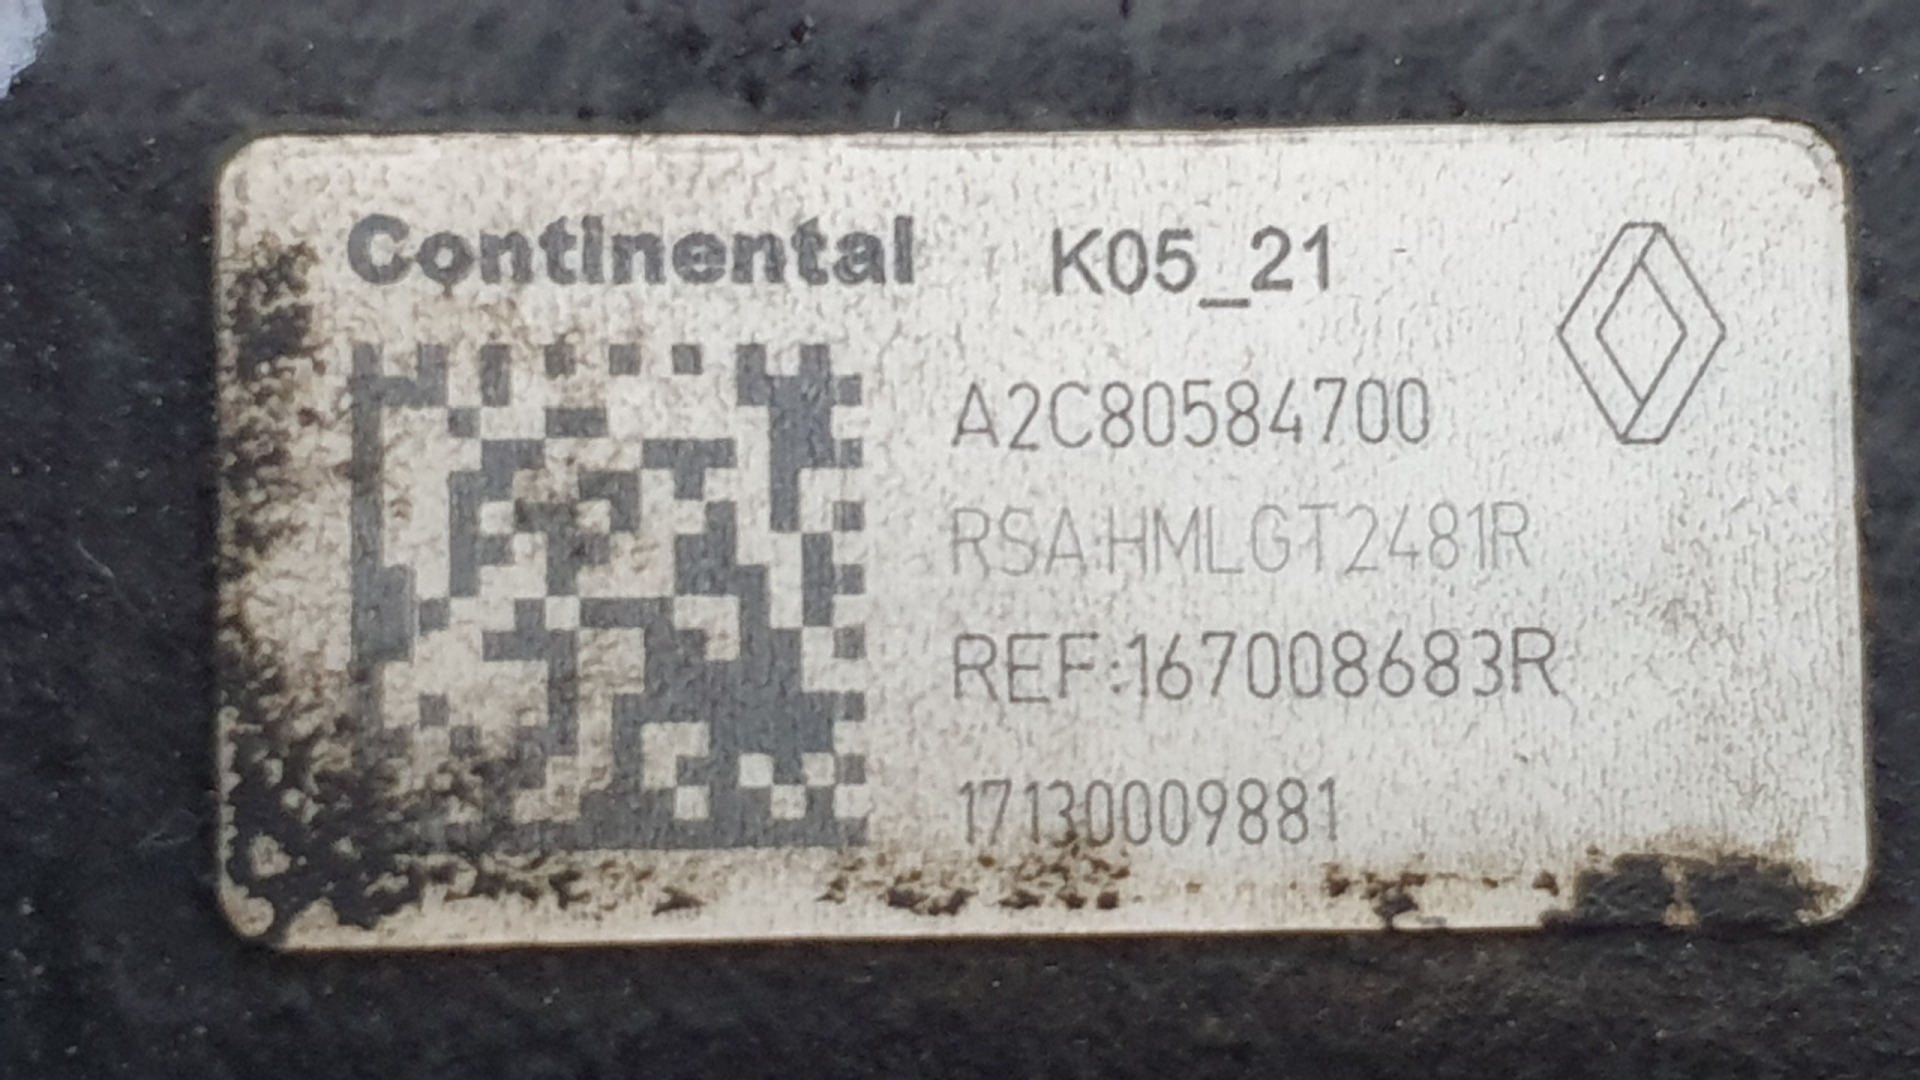 Continental K05_21
A2C80584700
RSA:HMLGT2481R
REF:167008683R
17130009881